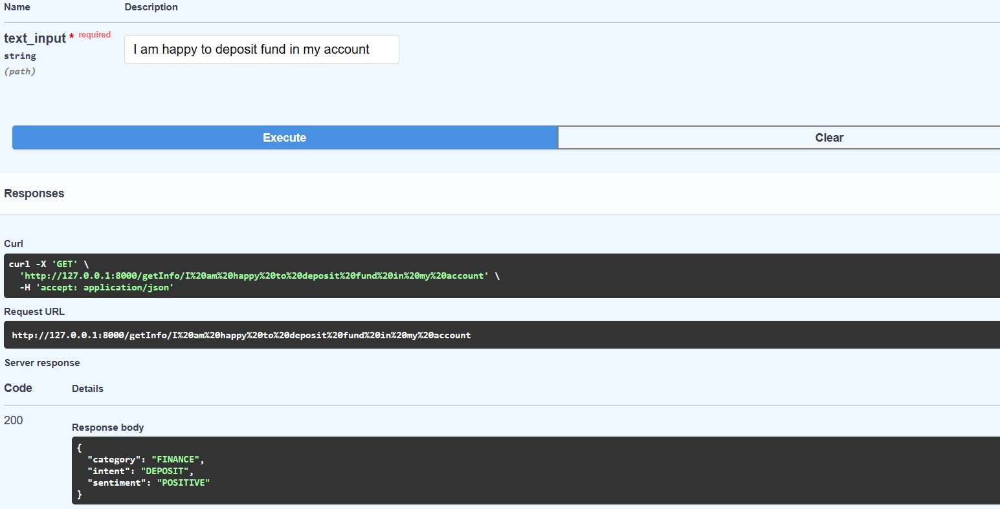 Name Description
text_input * required
string
(path)
I am happy to deposit fund in my account
Execute Clear
Responses
Curl
curl -X 'GET' \
'http://127.0.0.1:8000/getInfo/I%20am%20happy%20to%20deposit%20fund%20in%20my%20account' \
-H 'accept: application/json'
Request URL
http://127.0.0.1:8000/getInfo/I%20am%20happy%20to%20deposit%20fund%20in%20my%20account
Server response
Code Details
200
Response body
{
"category": "FINANCE",
"intent": "DEPOSIT",
"sentiment": "POSITIVE"
}